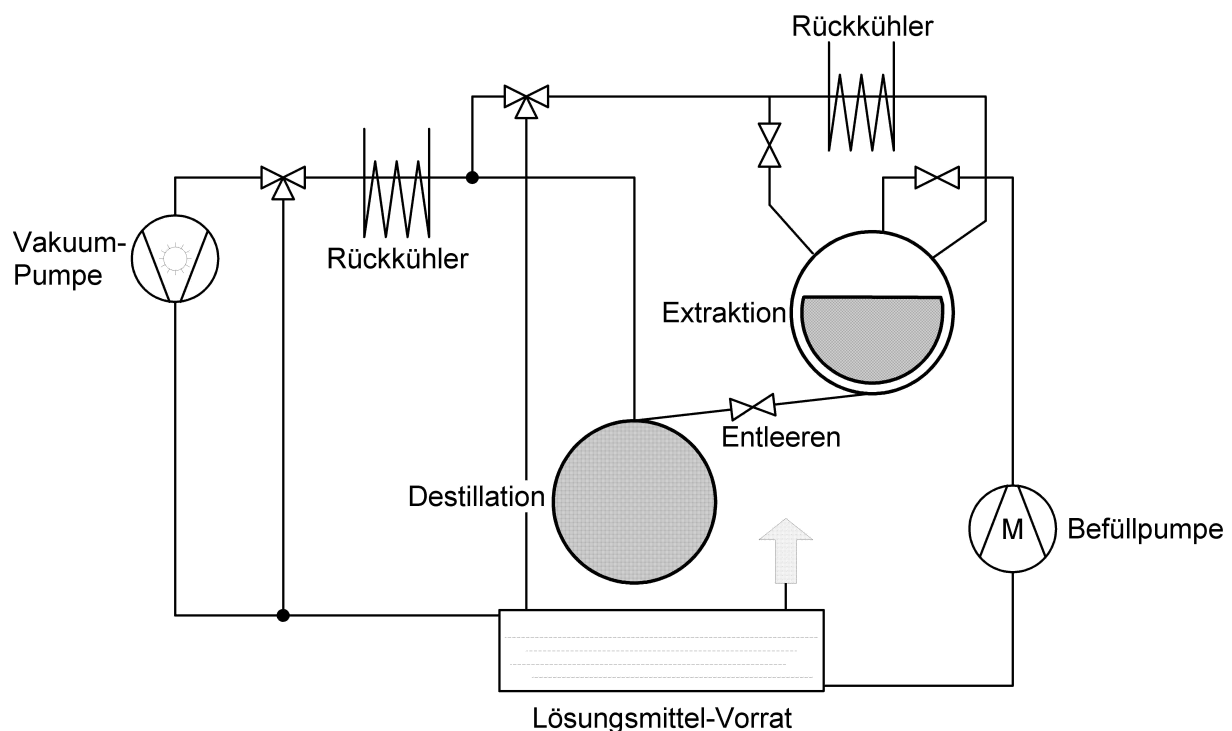 Rückkühler
Vakuum-
Pumpe
Rückkühler
Extraktion
Entleeren
Destillation
M
Befüllpumpe
Lösungsmittel-Vorrat